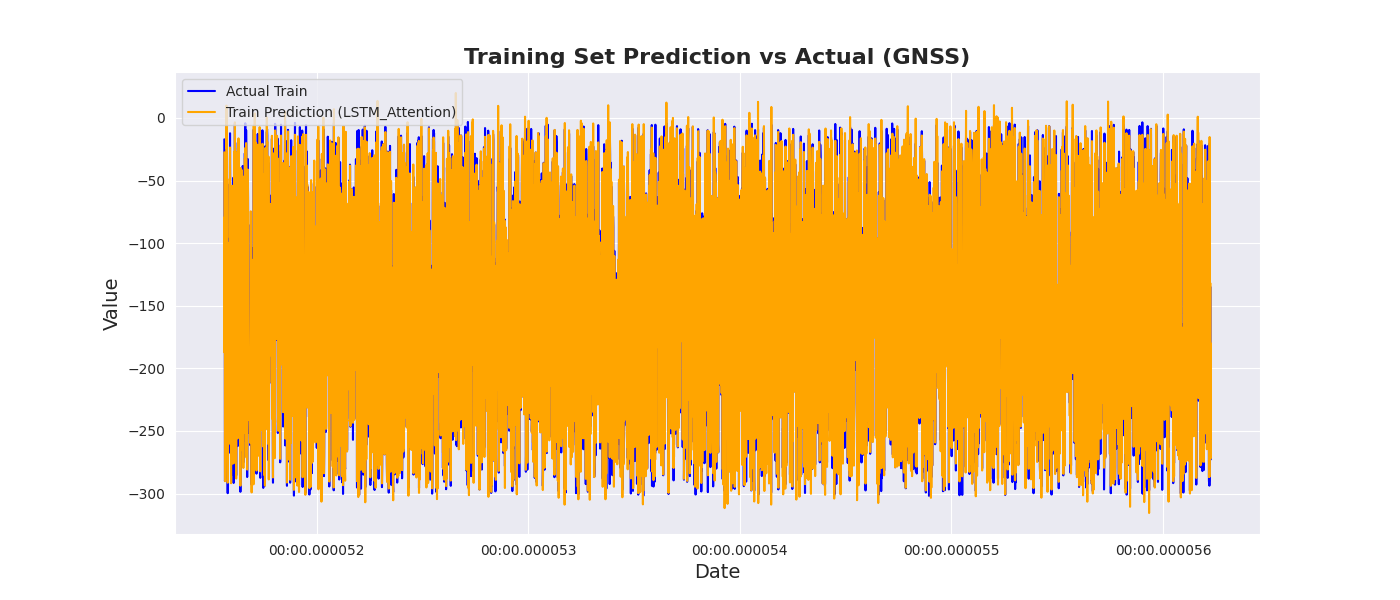 Training Set Prediction vs Actual (GNSS)
Actual Train
Train Prediction (LSTM_Attention)
Value
0
−50
−100
−150
−200
−250
−300
00:00.000052
00:00.000053
00:00.000054
00:00.000055
00:00.000056
Date